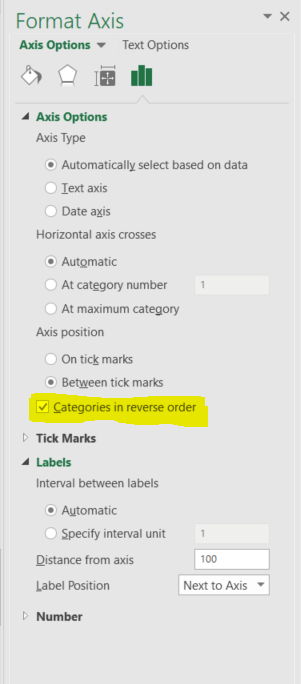 Format Axis
Axis Options Text Options
Axis Options
Axis Type
Automatically select based on data
Text axis
Date axis
Horizontal axis crosses
Automatic
At category number 1
At maximum category
Axis position
On tick marks
Between tick marks
Categories in reverse order
Tick Marks
Labels
Interval between labels
Automatic
Specify interval unit 1
Distance from axis 100
Label Position Next to Axis
Number